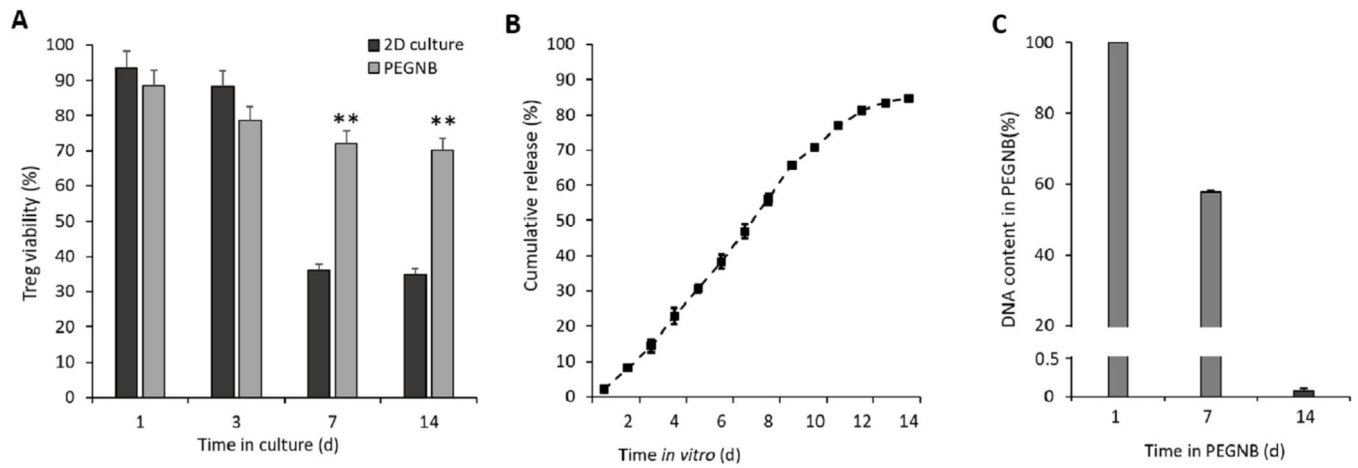 A
2D culture
PEGNB
Treg viability (%)
100
90
80
70
60
50
40
30
20
10
0
**
**
1 3 7 14
Time in culture (d)
B
Cumulative release (%)
100
90
80
70
60
50
40
30
20
10
0
2 4 6 8 10 12 14
Time in vitro (d)
C
DNA content in PEGNB(%)
100
80
60
40
20
0.5
0
1 7 14
Time in PEGNB (d)